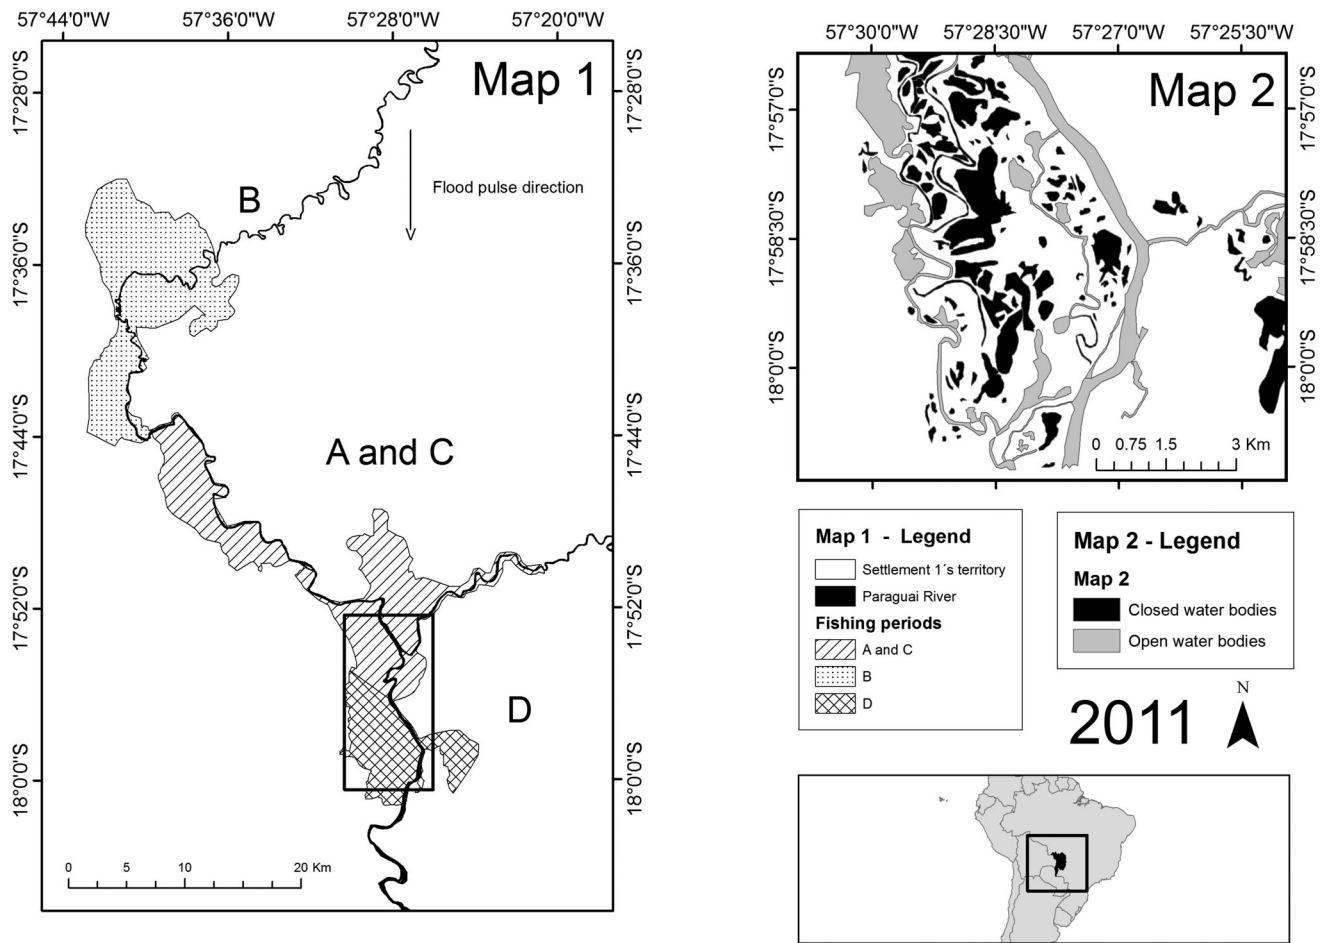 57°44'0"W 57°36'0"W 57°28'0"W 57°20'0"W
17°28'0"S
17°36'0"S
17°44'0"S
17°52'0"S
18°0'0"S
Map 1
Flood pulse direction
B
A and C
D
0 5 10 20 Km
17°28'0"S
17°36'0"S
17°44'0"S
17°52'0"S
18°0'0"S
57°30'0"W 57°28'30"W 57°27'0"W 57°25'30"W
17°57'0"S
17°58'30"S
18°0'0"S
Map 2
0 0.75 1.5 3 Km
17°57'0"S
17°58'30"S
18°0'0"S
Map 1 - Legend
Settlement 1´s territory
Paraguai River
Fishing periods
A and C
B
D
Map 2 - Legend
Map 2
Closed water bodies
Open water bodies
N
2011